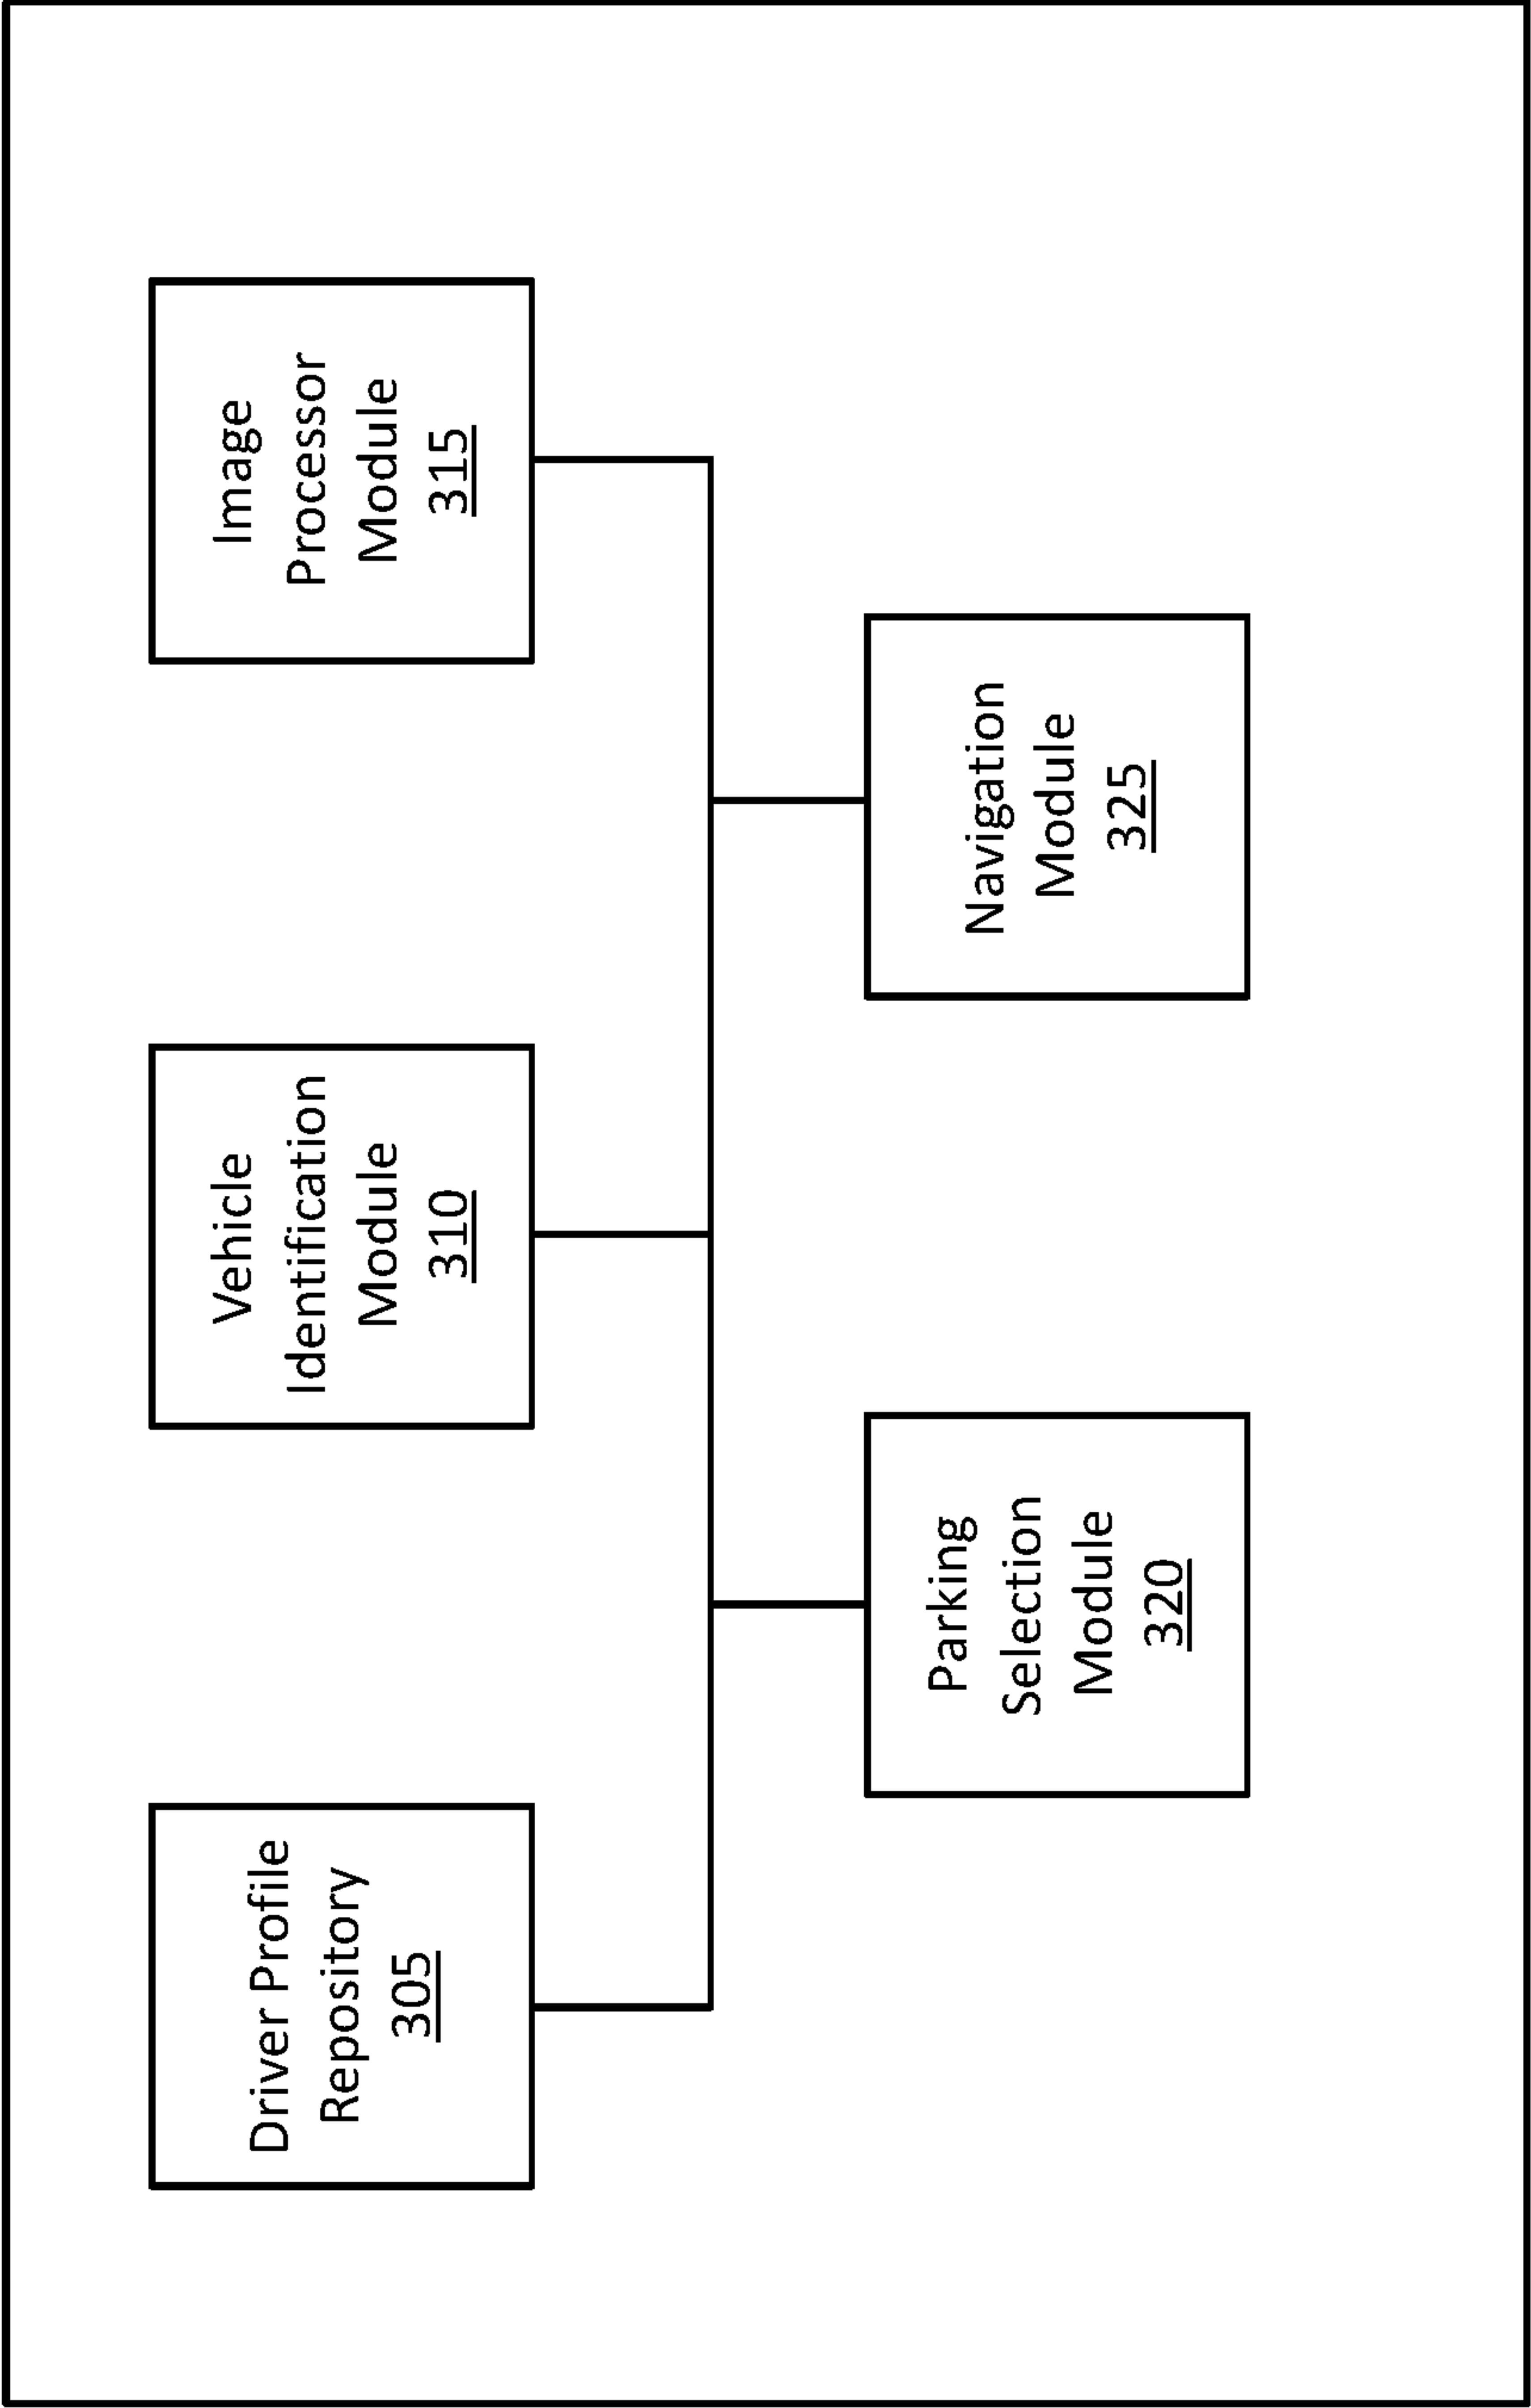 Driver Profile
Repository
305
Vehicle
Identification
Module
310
Image
Processor
Module
315
Parking
Selection
Module
320
Navigation
Module
325